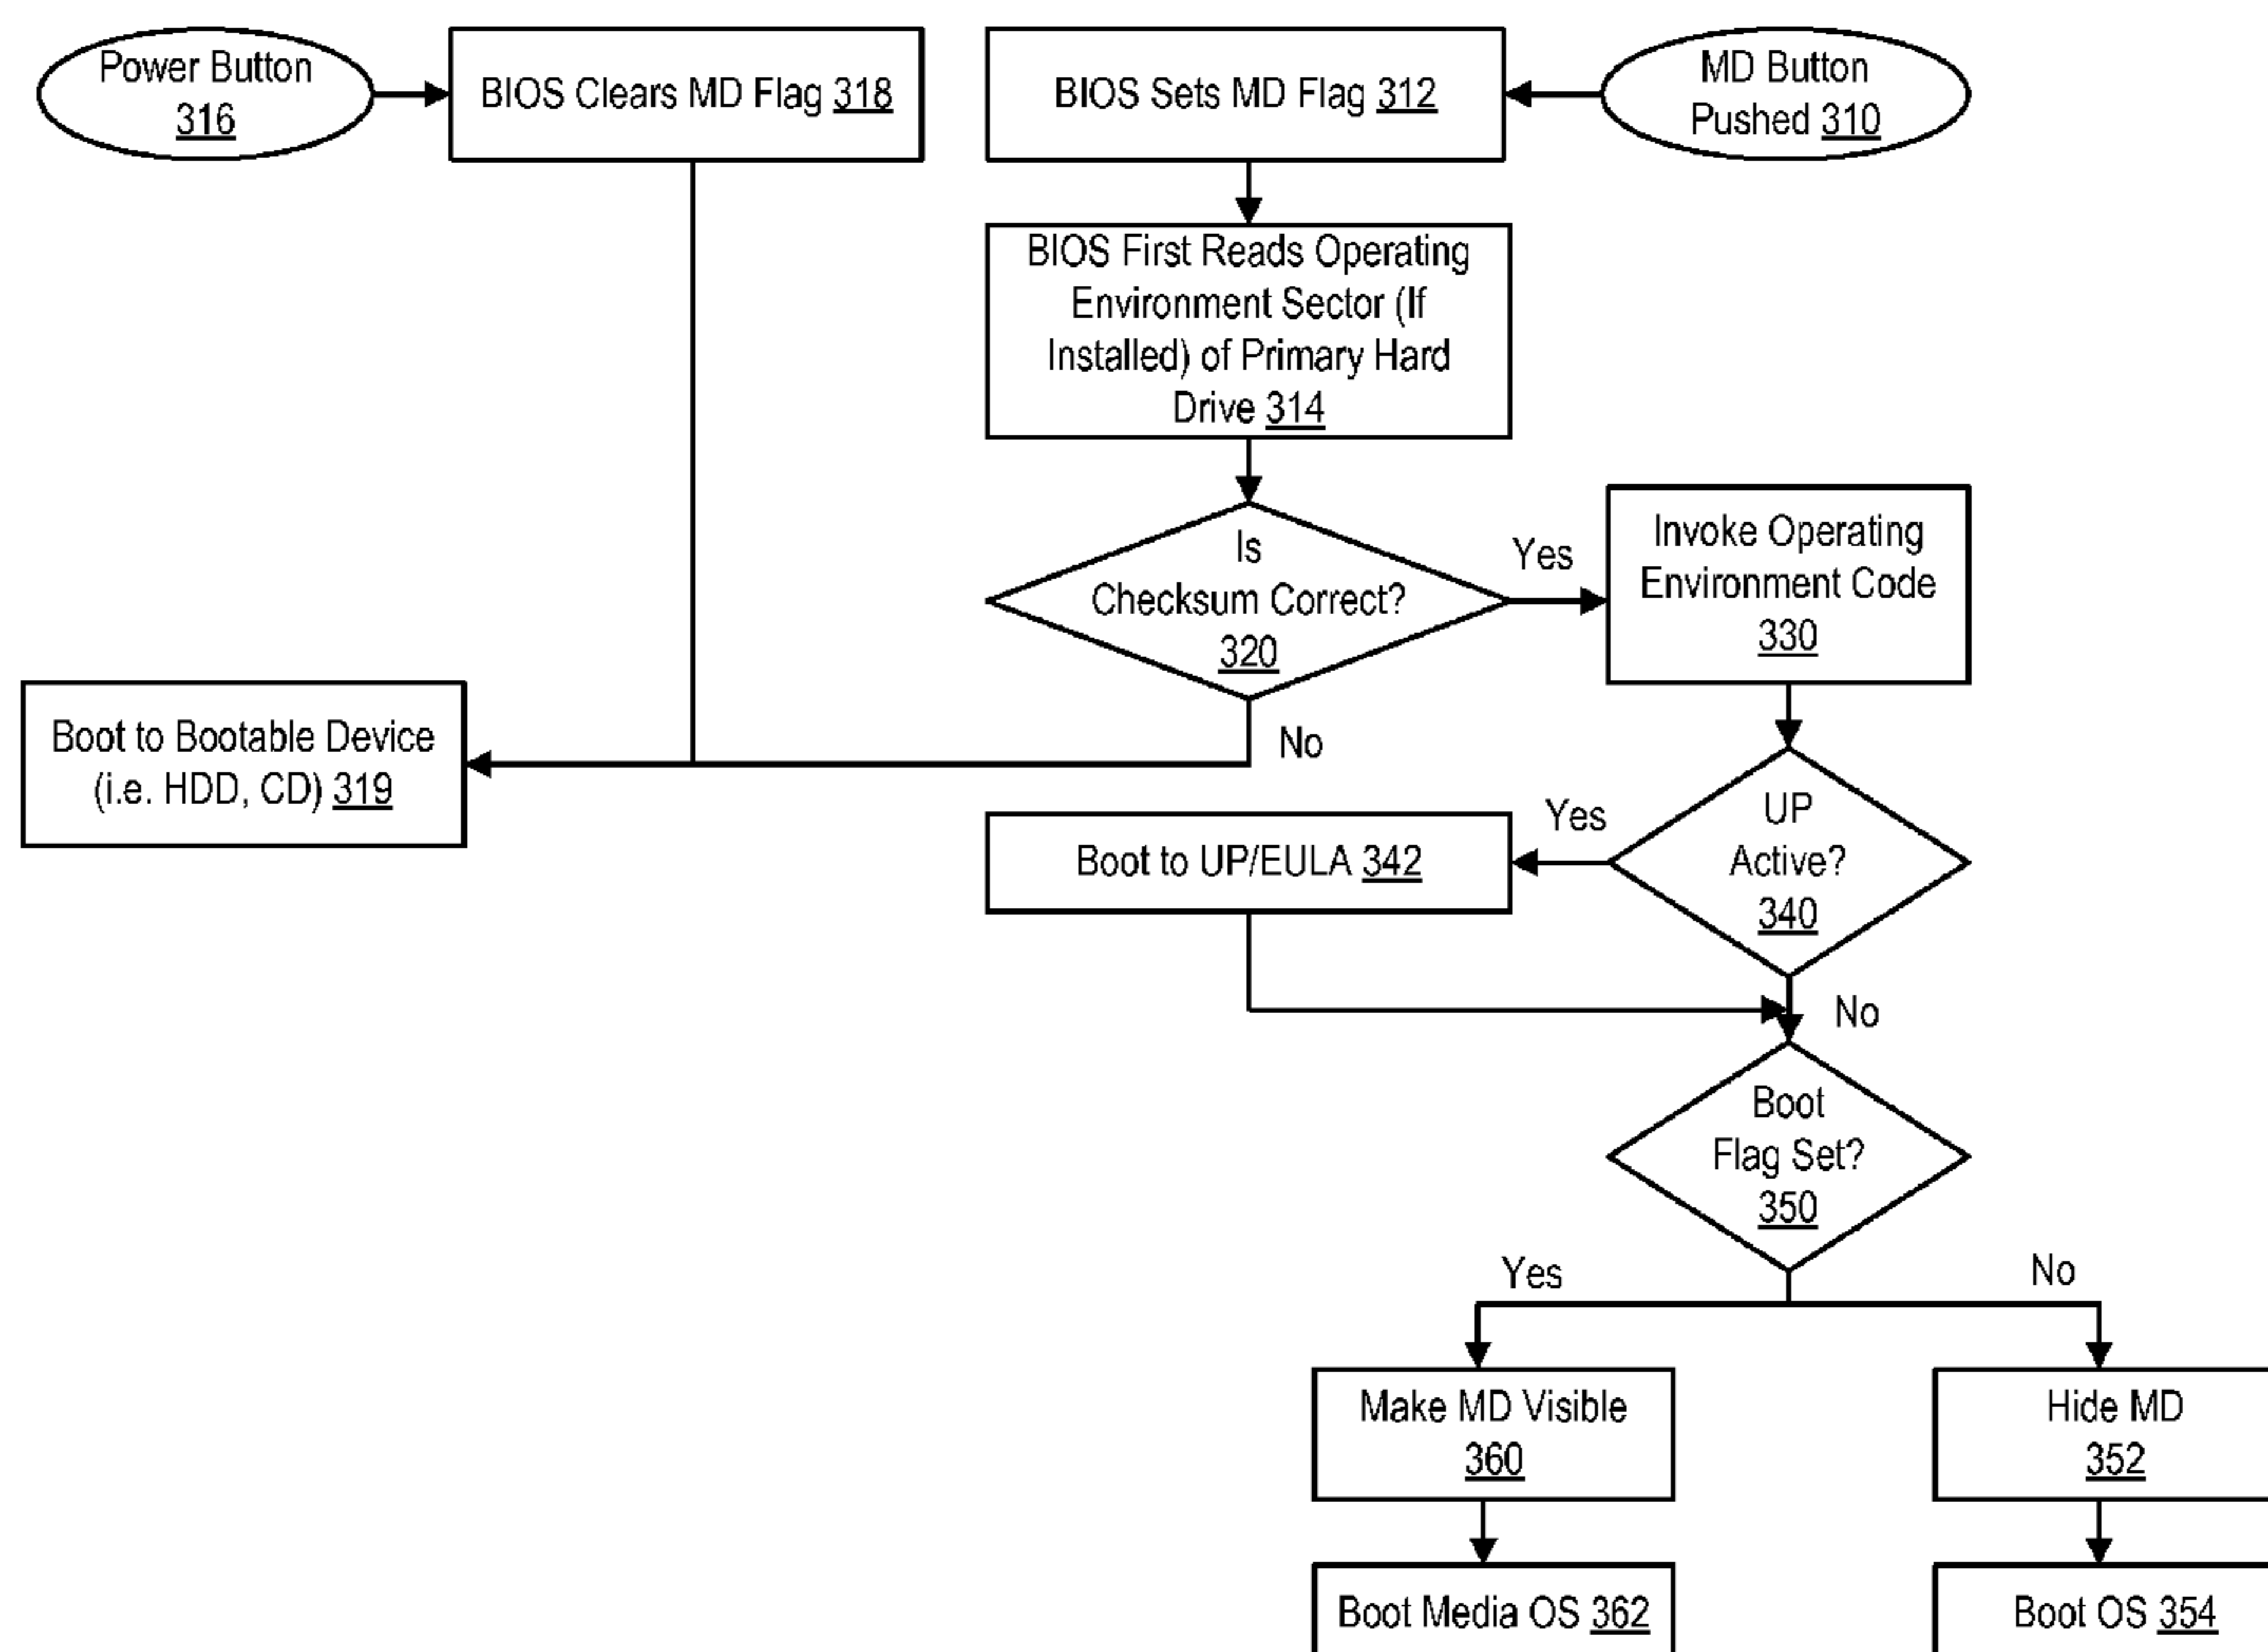 Power Button
316
BIOS Clears MD Flag 318
BIOS Sets MD Flag 312
MD Button
Pushed 310
BIOS First Reads Operating
Environment Sector (If
Installed) of Primary Hard
Drive 314
Is
Checksum Correct?
320
Yes
Invoke Operating
Environment Code
330
No
Boot to Bootable Device
(i.e. HDD, CD) 319
UP
Active?
340
Yes
Boot to UP/EULA 342
No
Boot
Flag Set?
350
Yes
No
Make MD Visible
360
Hide MD
352
Boot Media OS 362
Boot OS 354